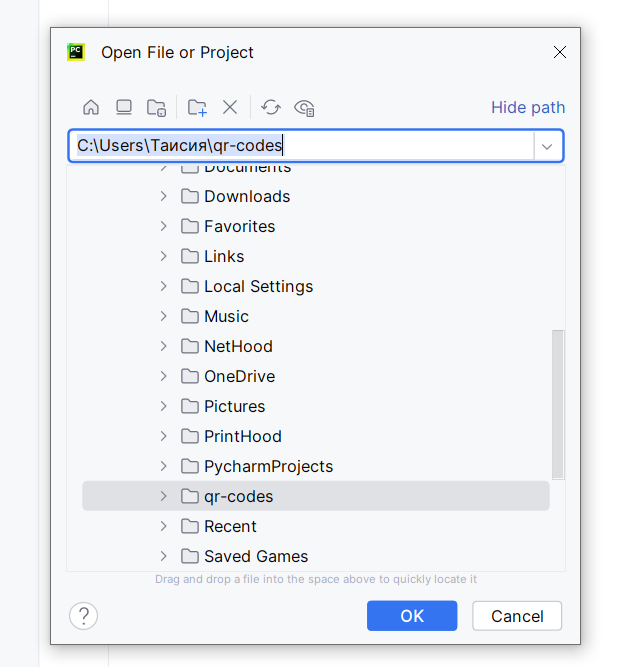 PC
Open File or Project
Hide path
C:\Users\Таисия\qr-codes
Documents
Downloads
Favorites
Links
Local Settings
Music
NetHood
OneDrive
Pictures
PrintHood
PycharmProjects
qr-codes
Recent
Saved Games
Drag and drop a file into the space above to quickly locate it
?
OK
Cancel